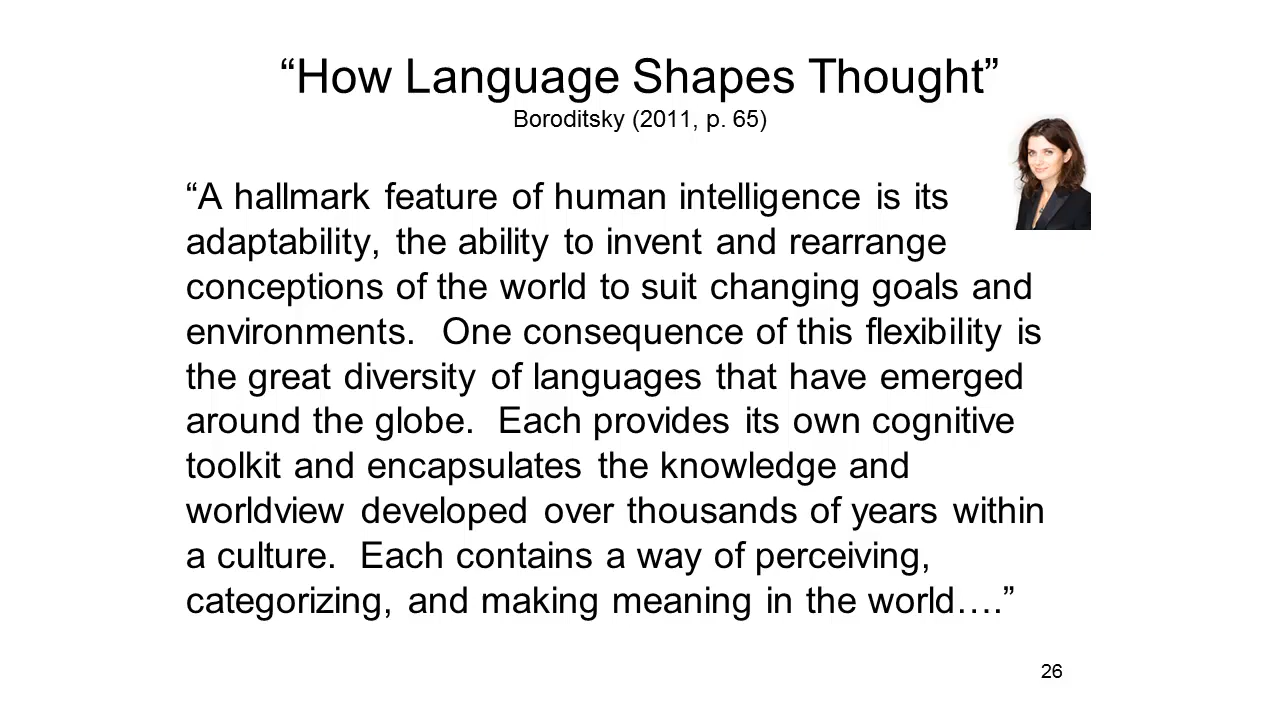 “How Language Shapes Thought”
Boroditsky (2011, p. 65)
“A hallmark feature of human intelligence is its
adaptability, the ability to invent and rearrange
conceptions of the world to suit changing goals and
environments.  One consequence of this flexibility is
the great diversity of languages that have emerged
around the globe.  Each provides its own cognitive
toolkit and encapsulates the knowledge and
worldview developed over thousands of years within
a culture.  Each contains a way of perceiving,
categorizing, and making meaning in the world….”
26